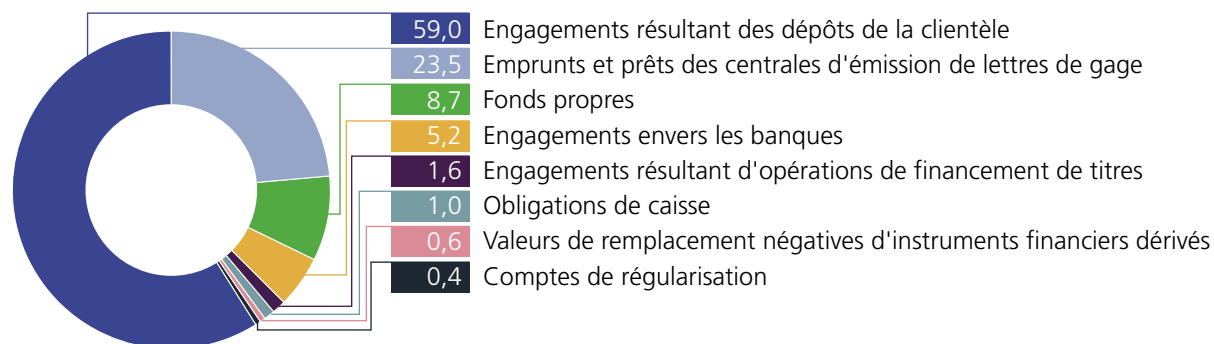 59,0 Engagements résultant des dépôts de la clientèle
23,5 Emprunts et prêts des centrales d'émission de lettres de gage
8,7 Fonds propres
5,2 Engagements envers les banques
1,6 Engagements résultant d'opérations de financement de titres
1,0 Obligations de caisse
0,6 Valeurs de remplacement négatives d'instruments financiers dérivés
0,4 Comptes de régularisation